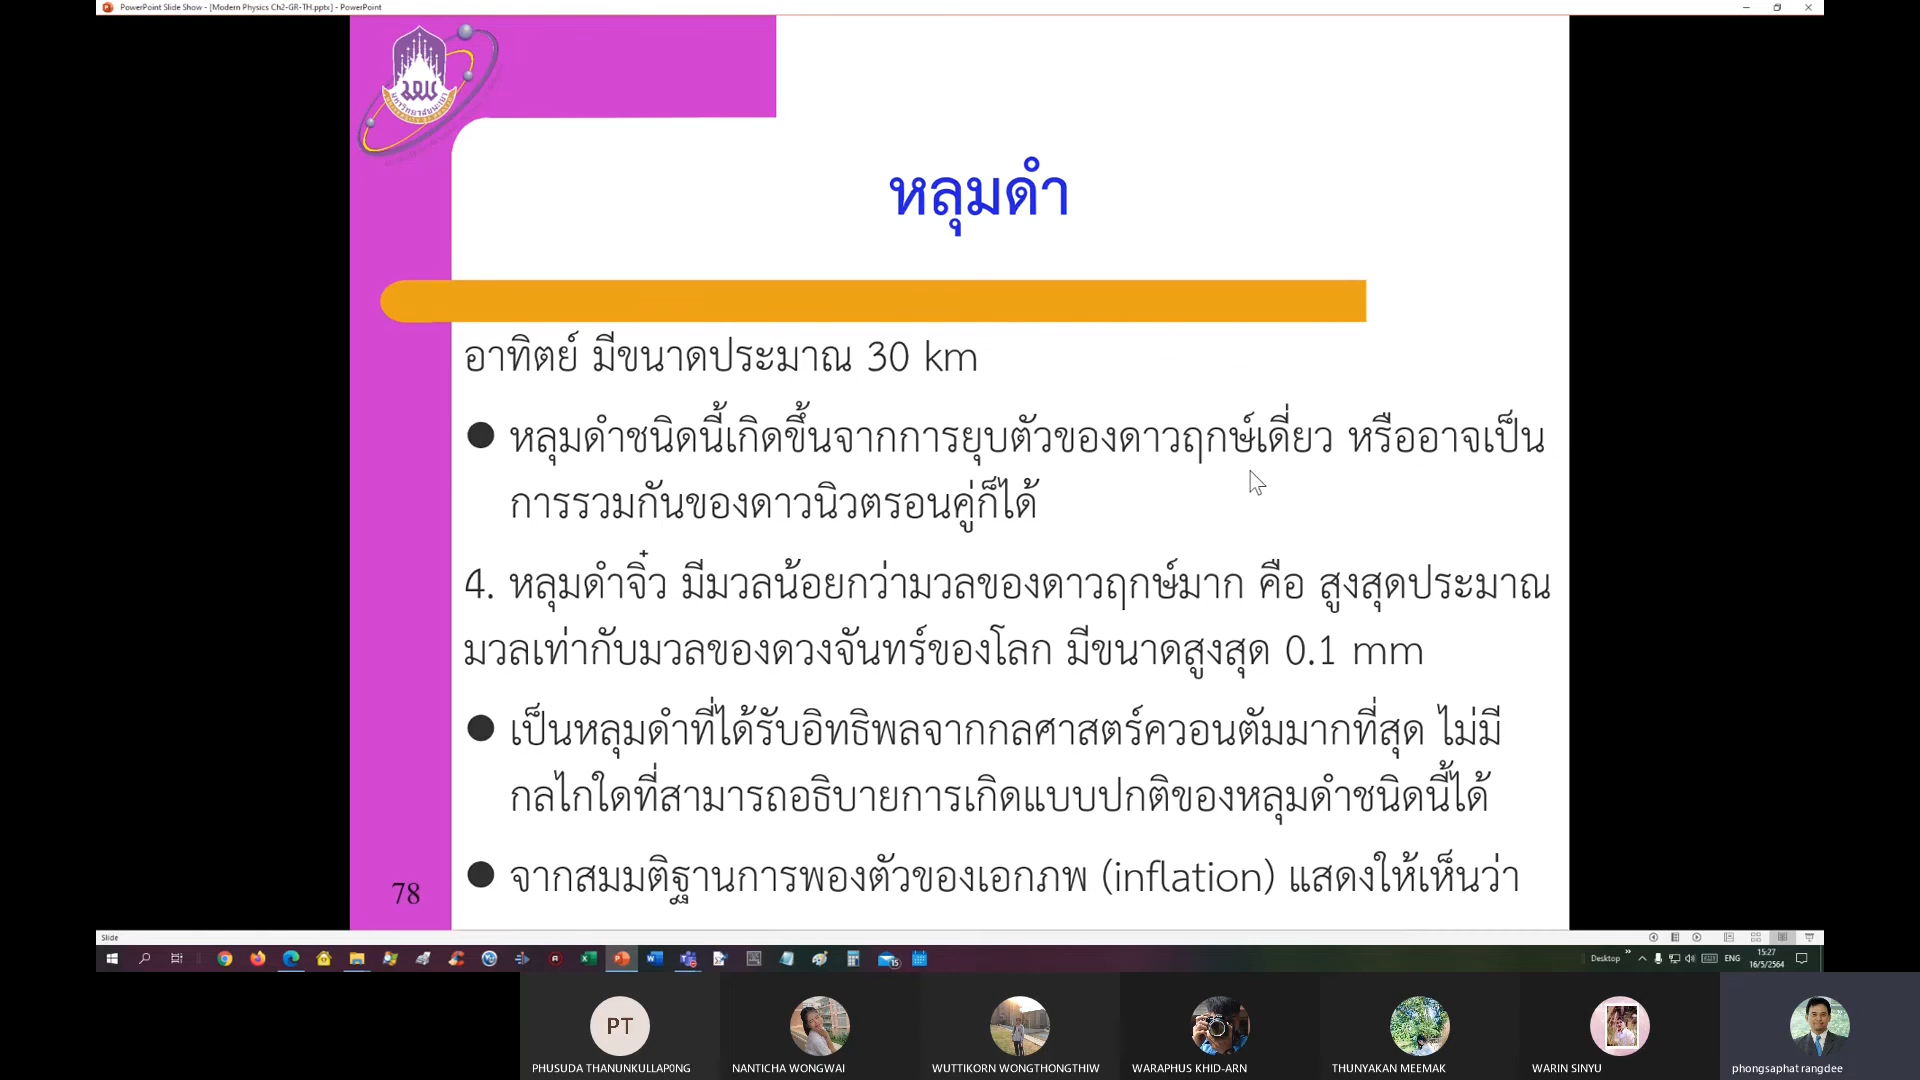 PowerPoint Slide Show - [Modern Physics Ch2-GR-TH.pptx] - PowerPoint
มหาวิทยาลัยพะเยา
หลุมดำ
อาทิตย์ มีขนาดประมาณ 30 km
● หลุมดำชนิดนี้เกิดขึ้นจากการยุบตัวของดาวฤกษ์เดี่ยว หรืออาจเป็น
การรวมกันของดาวนิวตรอนคู่ก็ได้
4. หลุมดำจิ๋ว มีมวลน้อยกว่ามวลของดาวฤกษ์มาก คือ สูงสุดประมาณ
มวลเท่ากับมวลของดวงจันทร์ของโลก มีขนาดสูงสุด 0.1 mm
● เป็นหลุมดำที่ได้รับอิทธิพลจากกลศาสตร์ควอนตัมมากที่สุด ไม่มี
กลไกใดที่สามารถอธิบายการเกิดแบบปกติของหลุมดำชนิดนี้ได้
● จากสมมติฐานการพองตัวของเอกภพ (inflation) แสดงให้เห็นว่า
78
Slide
Desktop
ENG
15:27
16/5/2564
15
PT
PHUSUDA THANUNKULLAP0NG
NANTICHA WONGWAI
WUTTIKORN WONGTHONGTHIW
WARAPHUS KHID-ARN
THUNYAKAN MEEMAK
WARIN SINYU
phongsaphat rangdee